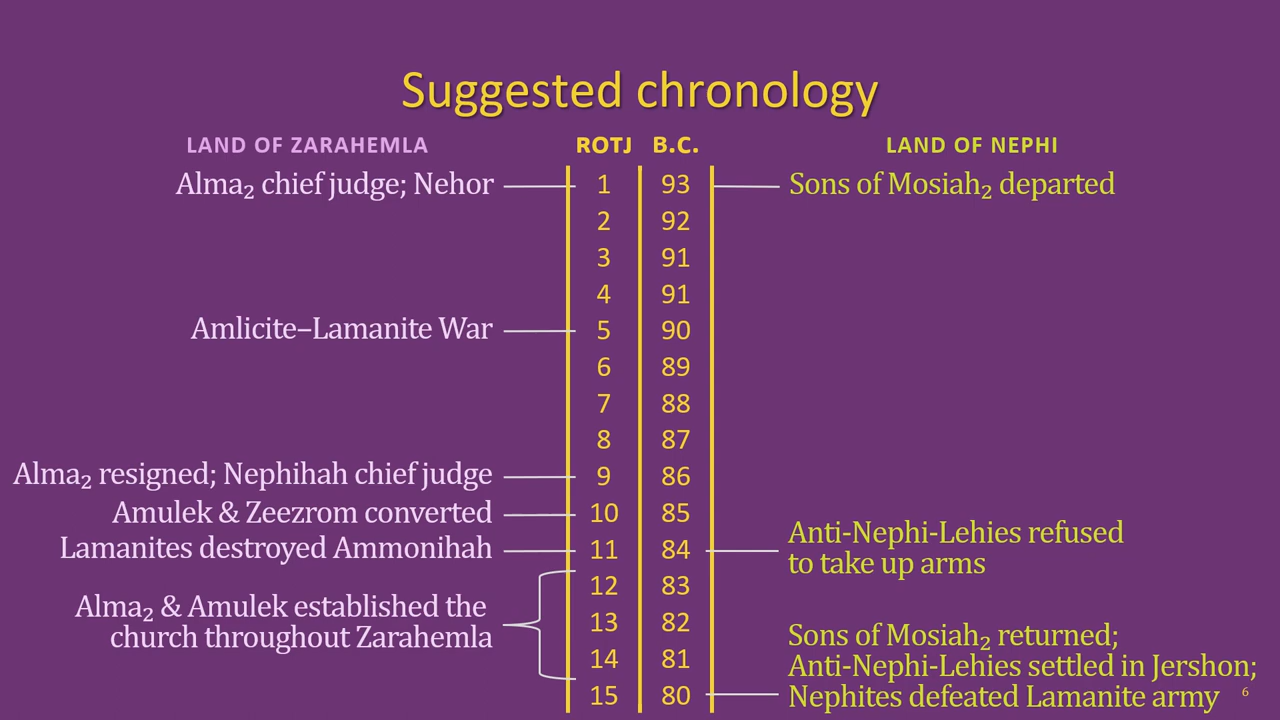 Suggested chronology
LAND OF ZARAHEMLA ROTJ B.C. LAND OF NEPHI
Alma₂ chief judge; Nehor 1 93 Sons of Mosiah₂ departed
2 92
3 91
4 91
Amlicite–Lamanite War 5 90
6 89
7 88
8 87
Alma₂ resigned; Nephihah chief judge 9 86
Amulek & Zeezrom converted 10 85
Lamanites destroyed Ammonihah 11 84
Anti-Nephi-Lehies refused
to take up arms
12 83
Alma₂ & Amulek established the
church throughout Zarahemla
13 82
14 81
15 80
Sons of Mosiah₂ returned;
Anti-Nephi-Lehies settled in Jershon;
Nephites defeated Lamanite army
6